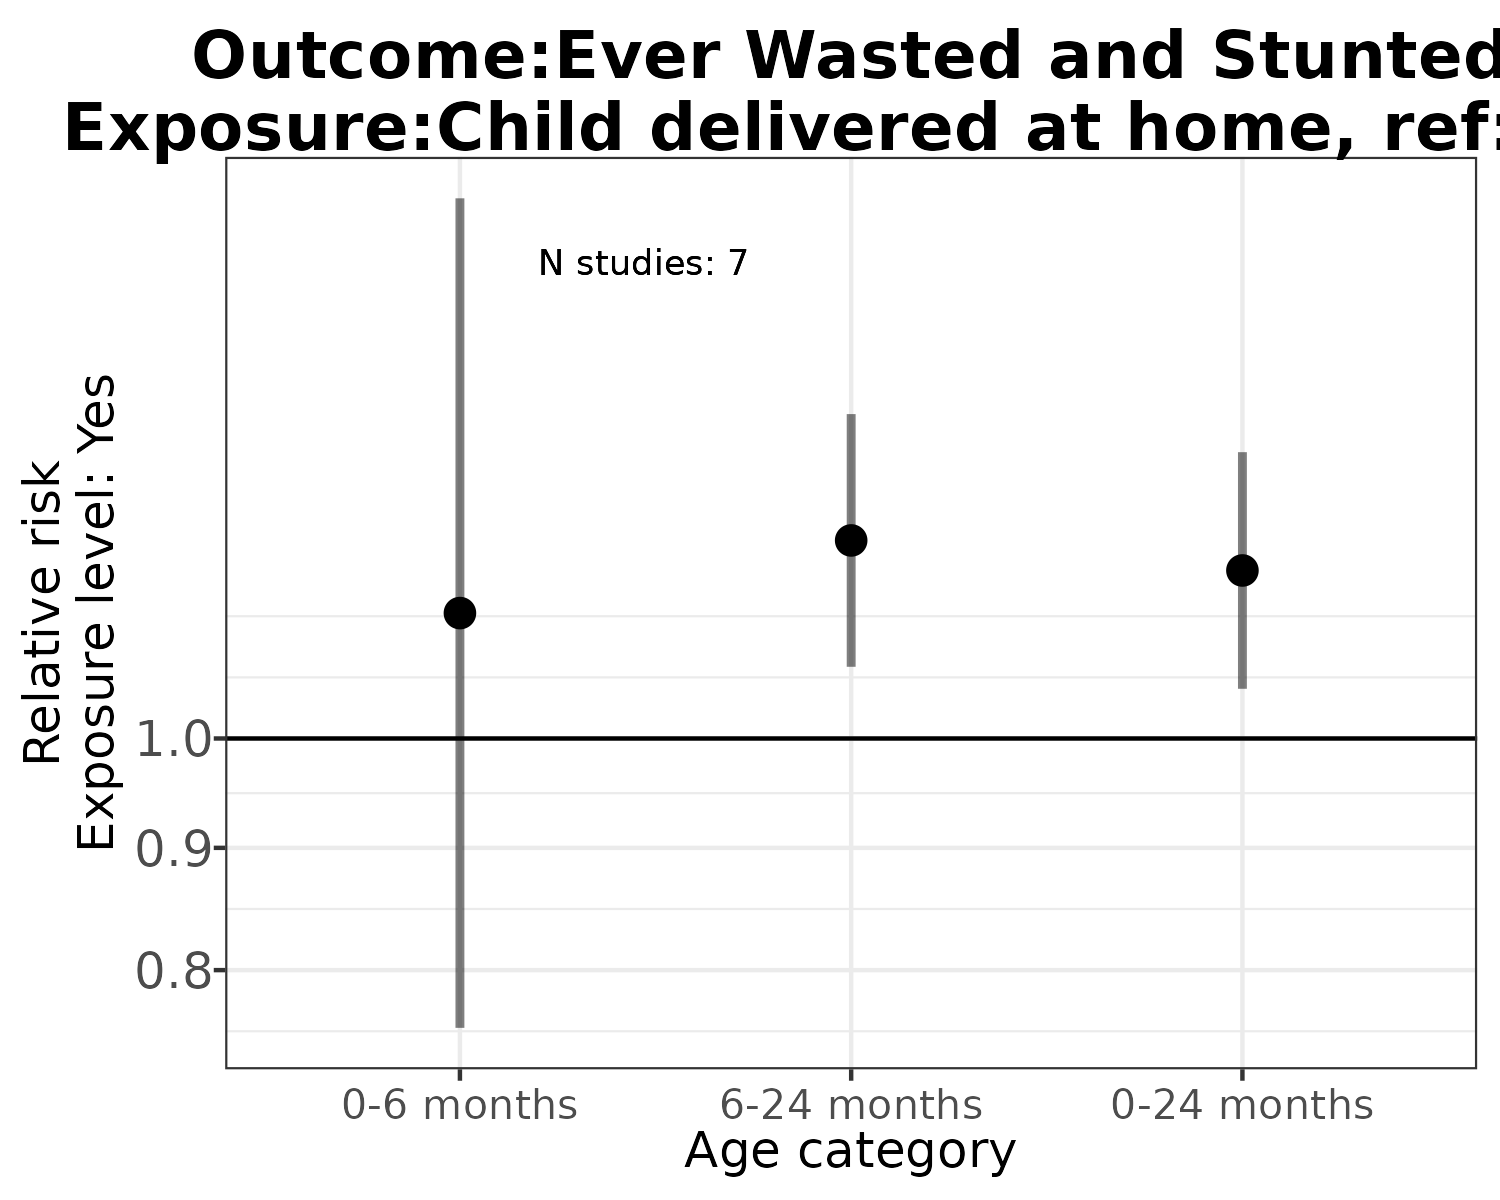 Outcome:Ever Wasted and Stunted
Exposure:Child delivered at home, ref:
N studies: 7
Relative risk
Exposure level: Yes
1.0
0.9
0.8
0-6 months
6-24 months
0-24 months
Age category